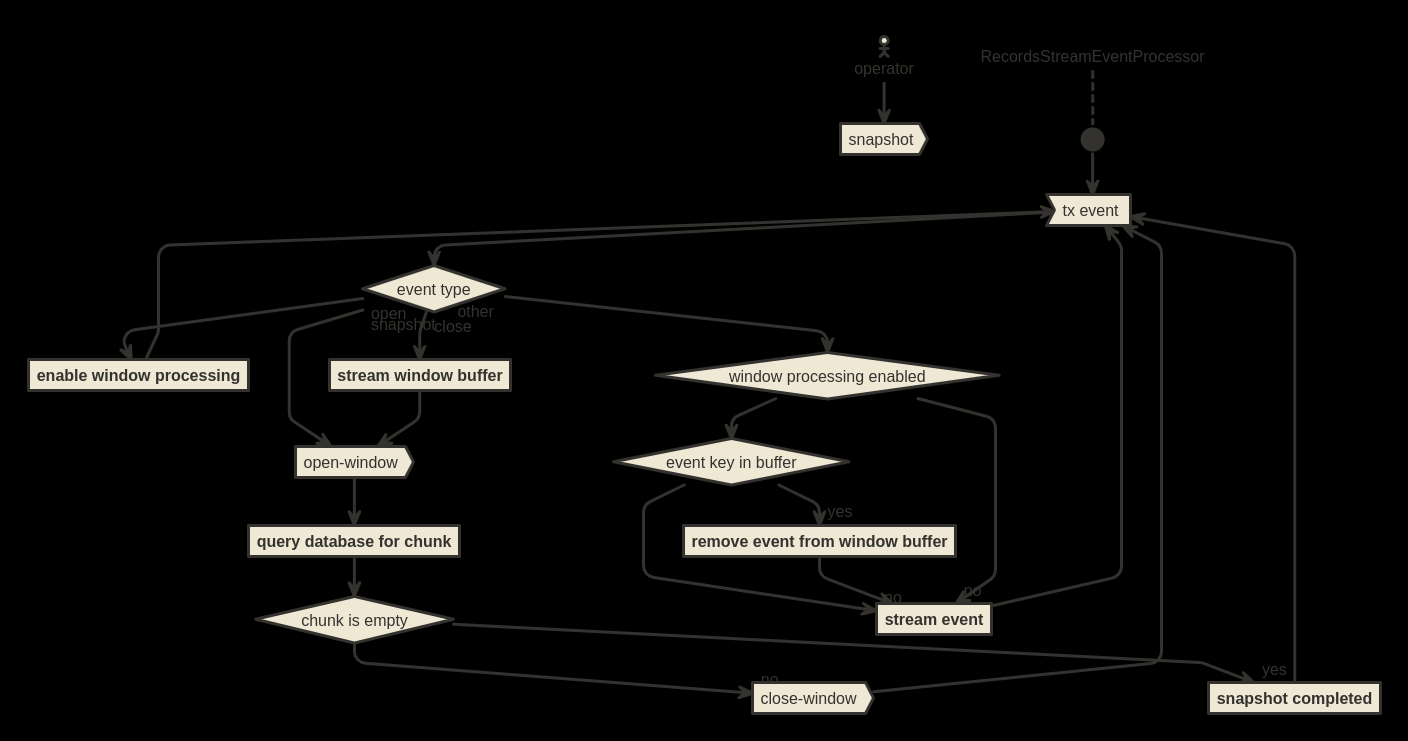 operator
RecordsStreamEventProcessor
snapshot
tx event
event type
open
snapshot
close
other
enable window processing
stream window buffer
window processing enabled
open-window
event key in buffer
yes
query database for chunk
remove event from window buffer
no
no
chunk is empty
stream event
no
yes
close-window
snapshot completed